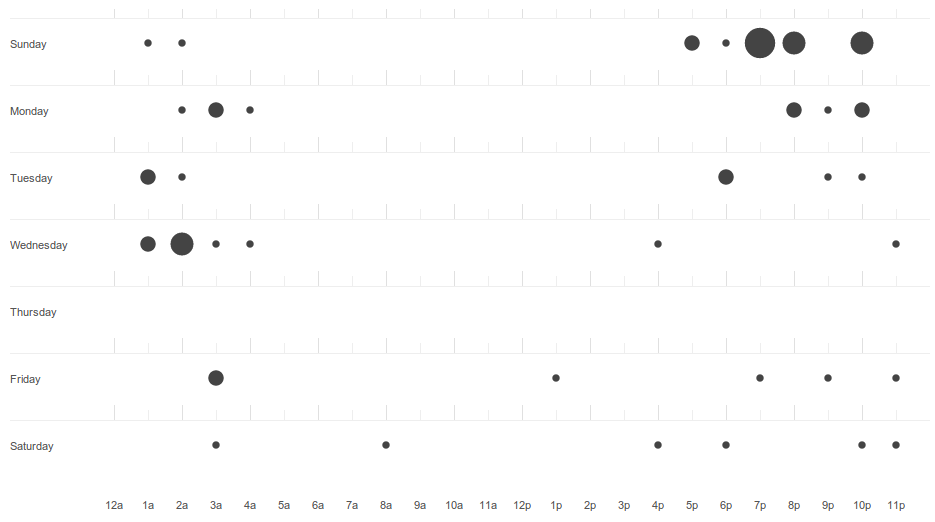 Sunday
Monday
Tuesday
Wednesday
Thursday
Friday
Saturday
12a 1a 2a 3a 4a 5a 6a 7a 8a 9a 10a 11a 12p 1p 2p 3p 4p 5p 6p 7p 8p 9p 10p 11p